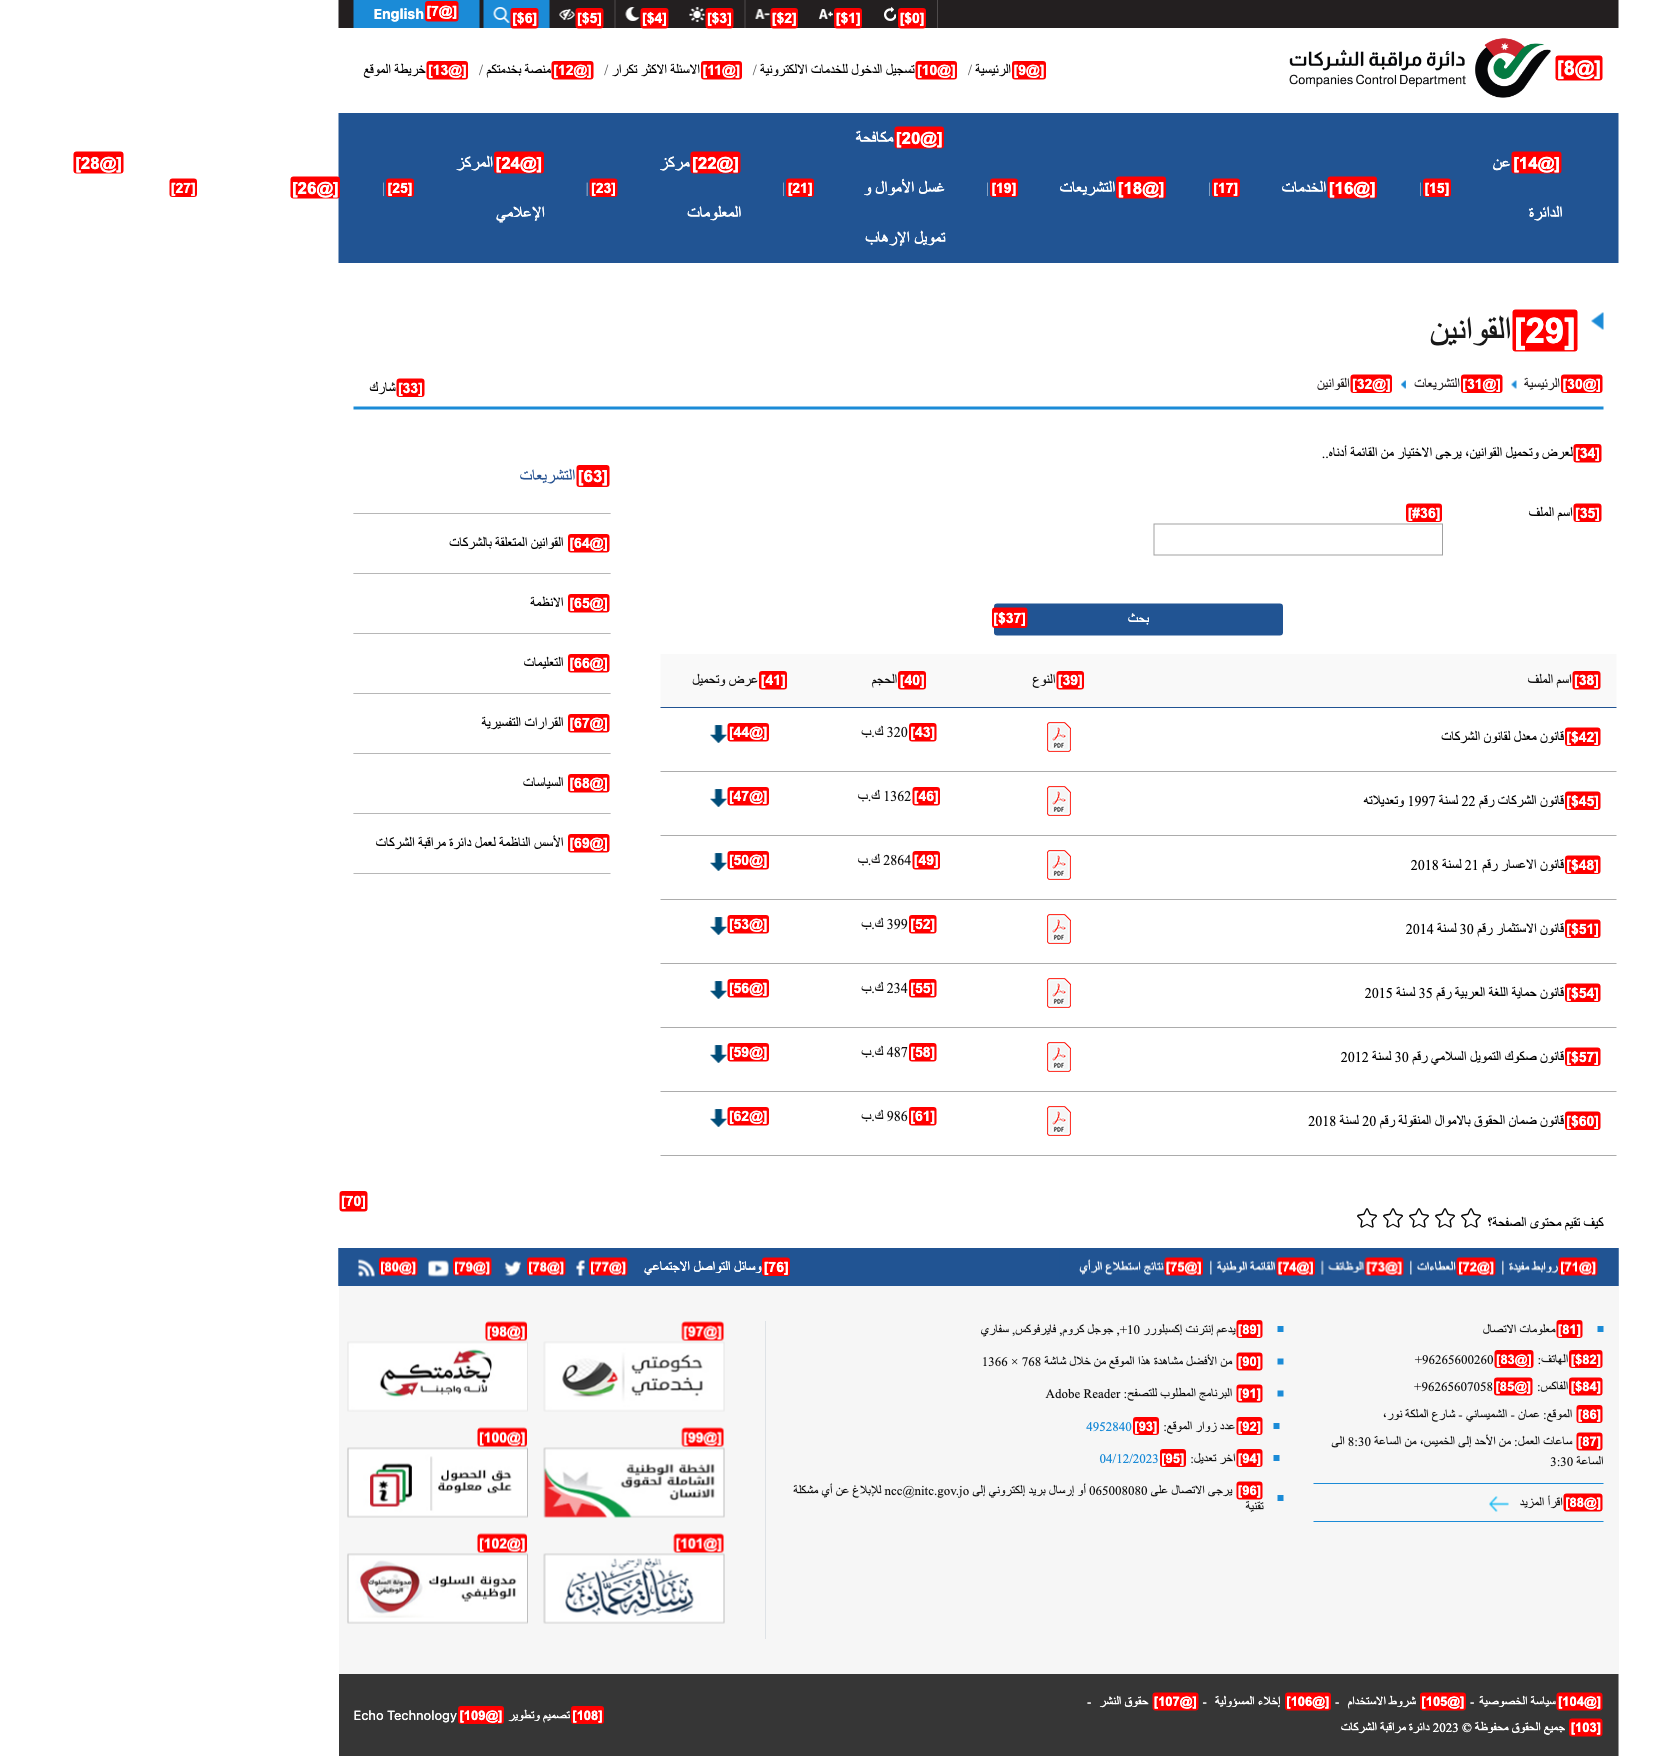 English [@7] [$6] [$5] [$4] [$3] A- [$2] A+ [$1] [$0]
[@8] دائرة مراقبة الشركات
Companies Control Department
[@9] الرئيسية / [@10] تسجيل الدخول للخدمات الالكترونية / [@11] الاسئلة الاكثر تكرار / [@12] منصة بخدمتكم / [@13] خريطة الموقع
[@14] عن الدائرة
[15] |
[@16] الخدمات
[17] |
[@18] التشريعات
[19] |
[@20] مكافحة
غسل الأموال و
تمويل الإرهاب
[21] |
[@22] مركز
المعلومات
[23] |
[@24] المركز
الإعلامي
[25] |
[@26]
[27]
[@28]
[29] القوانين
[@30] الرئيسية [@31] التشريعات [@32] القوانين
[33] شارك
[34] لعرض وتحميل القوانين، يرجى الاختيار من القائمة أدناه..
[35] اسم الملف
[#36]
[$37] بحث
[38] اسم الملف [39] النوع [40] الحجم [41] عرض وتحميل
[$42] قانون معدل لقانون الشركات PDF [43] 320 ك.ب [@44]
[$45] قانون الشركات رقم 22 لسنة 1997 وتعديلاته PDF [46] 1362 ك.ب [@47]
[$48] قانون الاعسار رقم 21 لسنة 2018 PDF [49] 2864 ك.ب [@50]
[$51] قانون الاستثمار رقم 30 لسنة 2014 PDF [52] 399 ك.ب [@53]
[$54] قانون حماية اللغة العربية رقم 35 لسنة 2015 PDF [55] 234 ك.ب [@56]
[$57] قانون صكوك التمويل السلامي رقم 30 لسنة 2012 PDF [58] 487 ك.ب [@59]
[$60] قانون ضمان الحقوق بالاموال المنقولة رقم 20 لسنة 2018 PDF [61] 986 ك.ب [@62]
[63] التشريعات
[@64] القوانين المتعلقة بالشركات
[@65] الانظمة
[@66] التعليمات
[@67] القرارات التفسيرية
[@68] السياسات
[@69] الأسس الناظمة لعمل دائرة مراقبة الشركات
[70]
كيف تقيم محتوى الصفحة؟
[@71] روابط مفيدة | [@72] العطاءات | [@73] الوظائف | [@74] القائمة الوطنية | [@75] نتائج استطلاع الرأي
[76] وسائل التواصل الاجتماعي [@77] [@78] [@79] [@80]
[81] معلومات الاتصال
[$82] الهاتف: [@83] 96265600260+
[$84] الفاكس: [@85] 96265607058+
[86] الموقع: عمان - الشميساني - شارع الملكة نور،
[87] ساعات العمل: من الأحد إلى الخميس، من الساعة 8:30 الى
الساعة 3:30
[@88] اقرأ المزيد
[89] يدعم إنترنت إكسبلورر 10+, جوجل كروم, فايرفوكس, سفاري
[90] من الأفضل مشاهدة هذا الموقع من خلال شاشة 768 × 1366
[91] البرنامج المطلوب للتصفح: Adobe Reader
[92] عدد زوار الموقع: [93] 4952840
[94] اخر تعديل: [95] 04/12/2023
[96] يرجى الاتصال على 065008080 أو إرسال بريد إلكتروني إلى ncc@nitc.gov.jo للإبلاغ عن أي مشكلة
تقنية
[@97] حكومتي
بخدمتي
[@98] بخدمتكم
لأنه واجبنا
[@99] الخطة الوطنية
الشاملة لحقوق
الانسان
[@100] حق الحصول
على معلومة
[@101] الموقع الرسمي ل
رسالة عمان
[@102] مدونة السلوك
الوظيفي
مدونة السلوك
الوظيفي
[@104] سياسة الخصوصية - [@105] شروط الاستخدام - [@106] إخلاء المسؤولية - [@107] حقوق النشر -
[103] جميع الحقوق محفوظة © 2023 دائرة مراقبة الشركات
[108] تصميم وتطوير [@109] Echo Technology